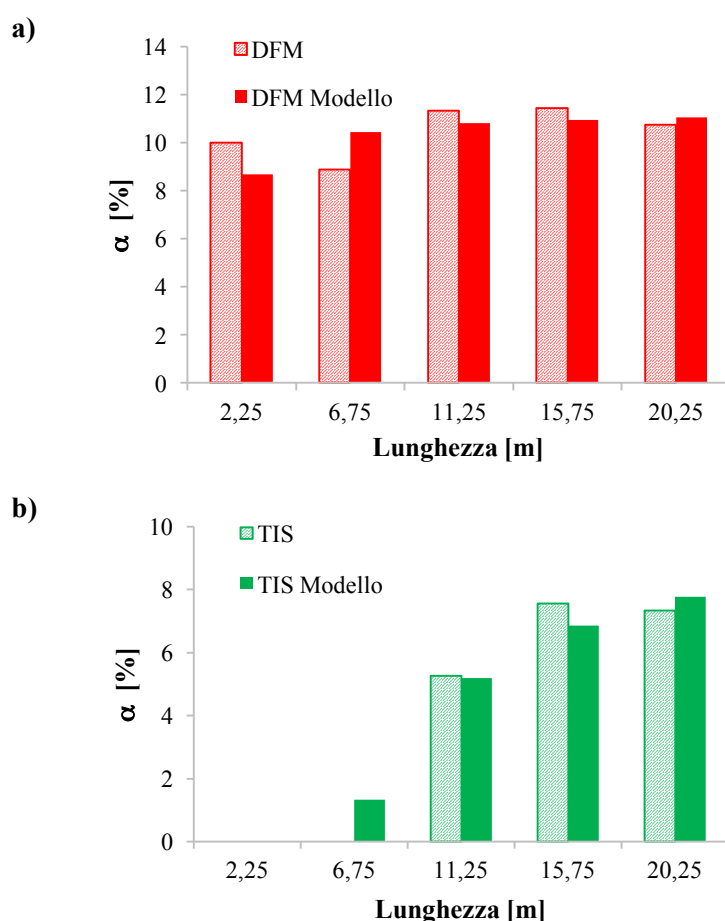 a)
14
12
10
8
6
4
2
0
α [%]
DFM
DFM Modello
2,25 6,75 11,25 15,75 20,25
Lunghezza [m]
b)
10
8
6
4
2
0
α [%]
TIS
TIS Modello
2,25 6,75 11,25 15,75 20,25
Lunghezza [m]